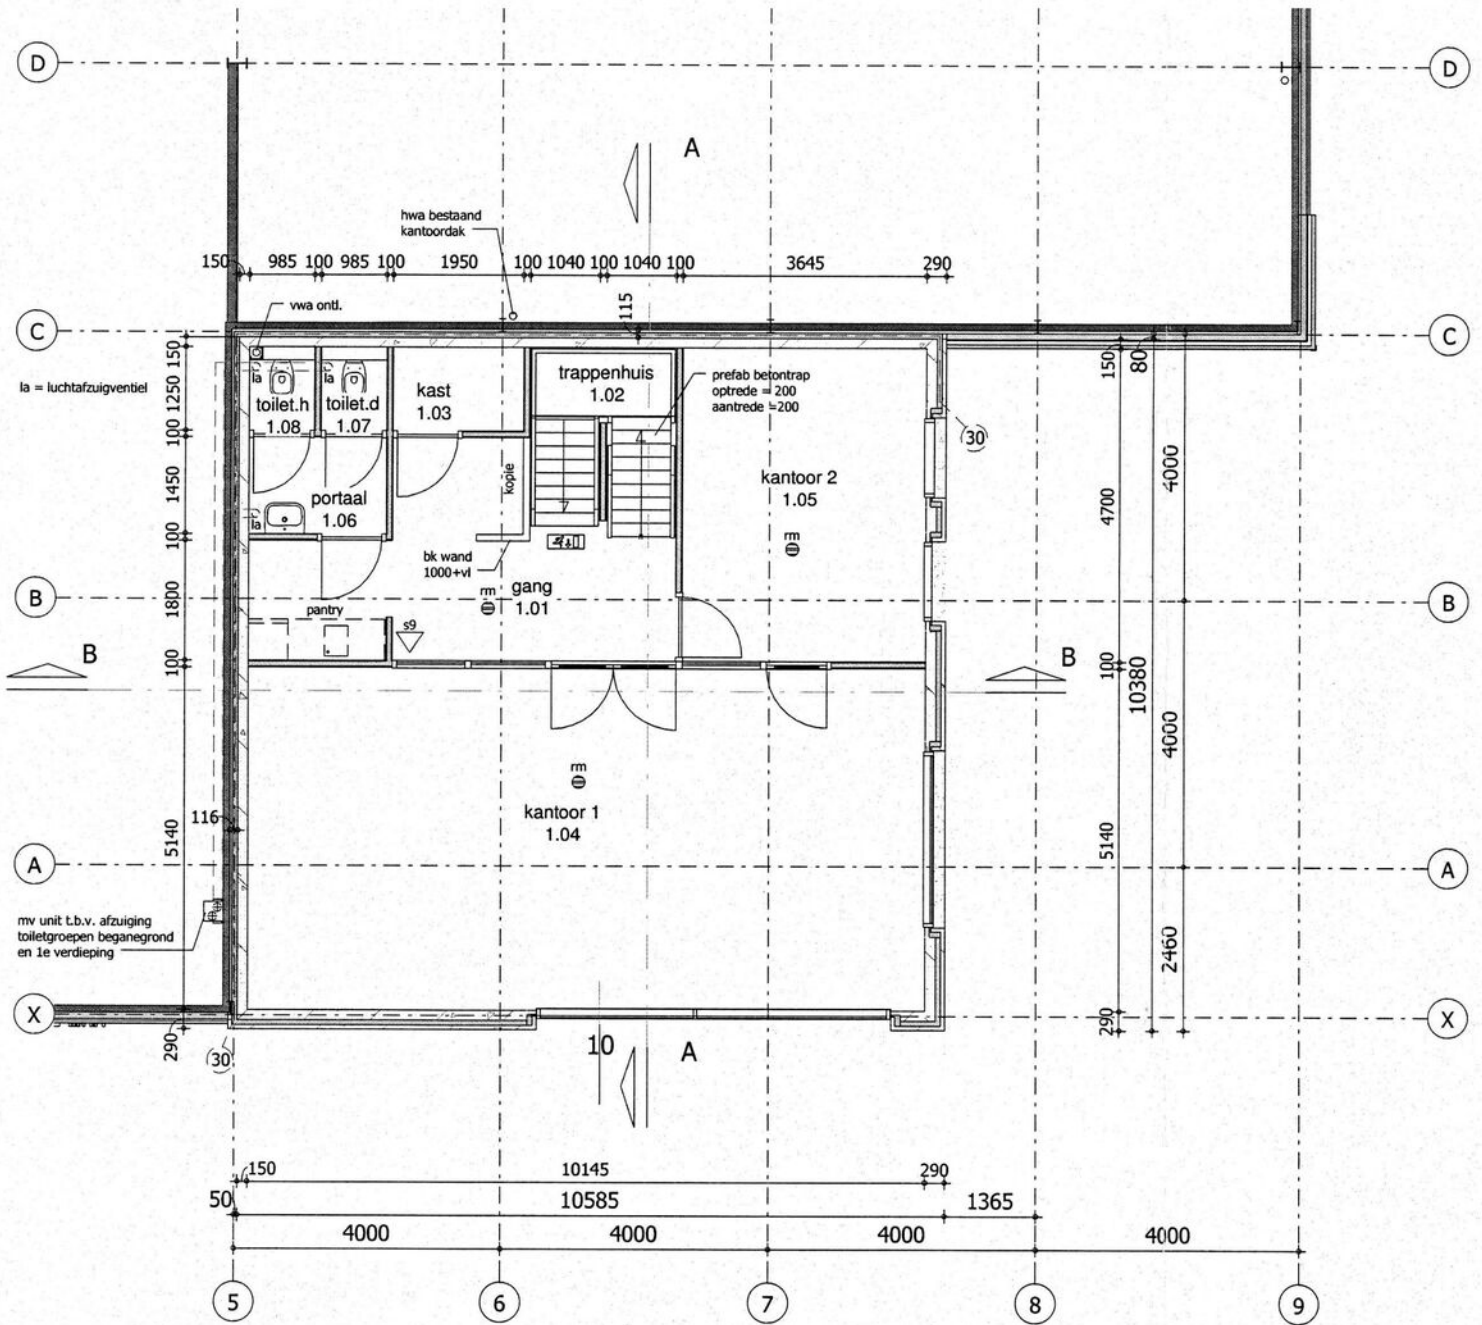 D
D
A
hwa bestaand
kantoordak
150 985 100 985 100 1950 100 1040 100 1040 100 3645 290
vwa ontl.
115
C
C
150
150
80
la = luchtafzuigventiel
la
la
toilet.h
1.08
toilet.d
1.07
kast
1.03
trappenhuis
1.02
prefab betontrap
optrede = 200
aantrede =200
1250
100
(30)
kantoor 2
1.05
4000
kopie
1450
portaal
1.06
4700
la
100
rm
bk wand
1000+vl
gang
1.01
rm
B
1800
B
pantry
s9
B
B
100
100
10380
rm
kantoor 1
1.04
4000
116
5140
5140
A
A
mv unit t.b.v. afzuiging
toiletgroepen beganegrond
en 1e verdieping
2460
X
X
290
(30)
10
A
290
150 10145 290
50 10585 1365
4000 4000 4000 4000
5 6 7 8 9